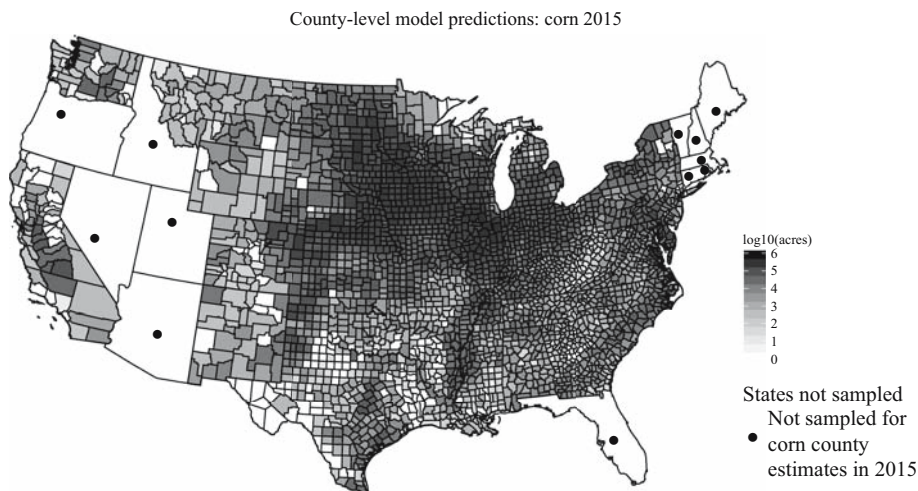 County-level model predictions: corn 2015
log10(acres)
6
5
4
3
2
1
0
States not sampled
Not sampled for
corn county
estimates in 2015